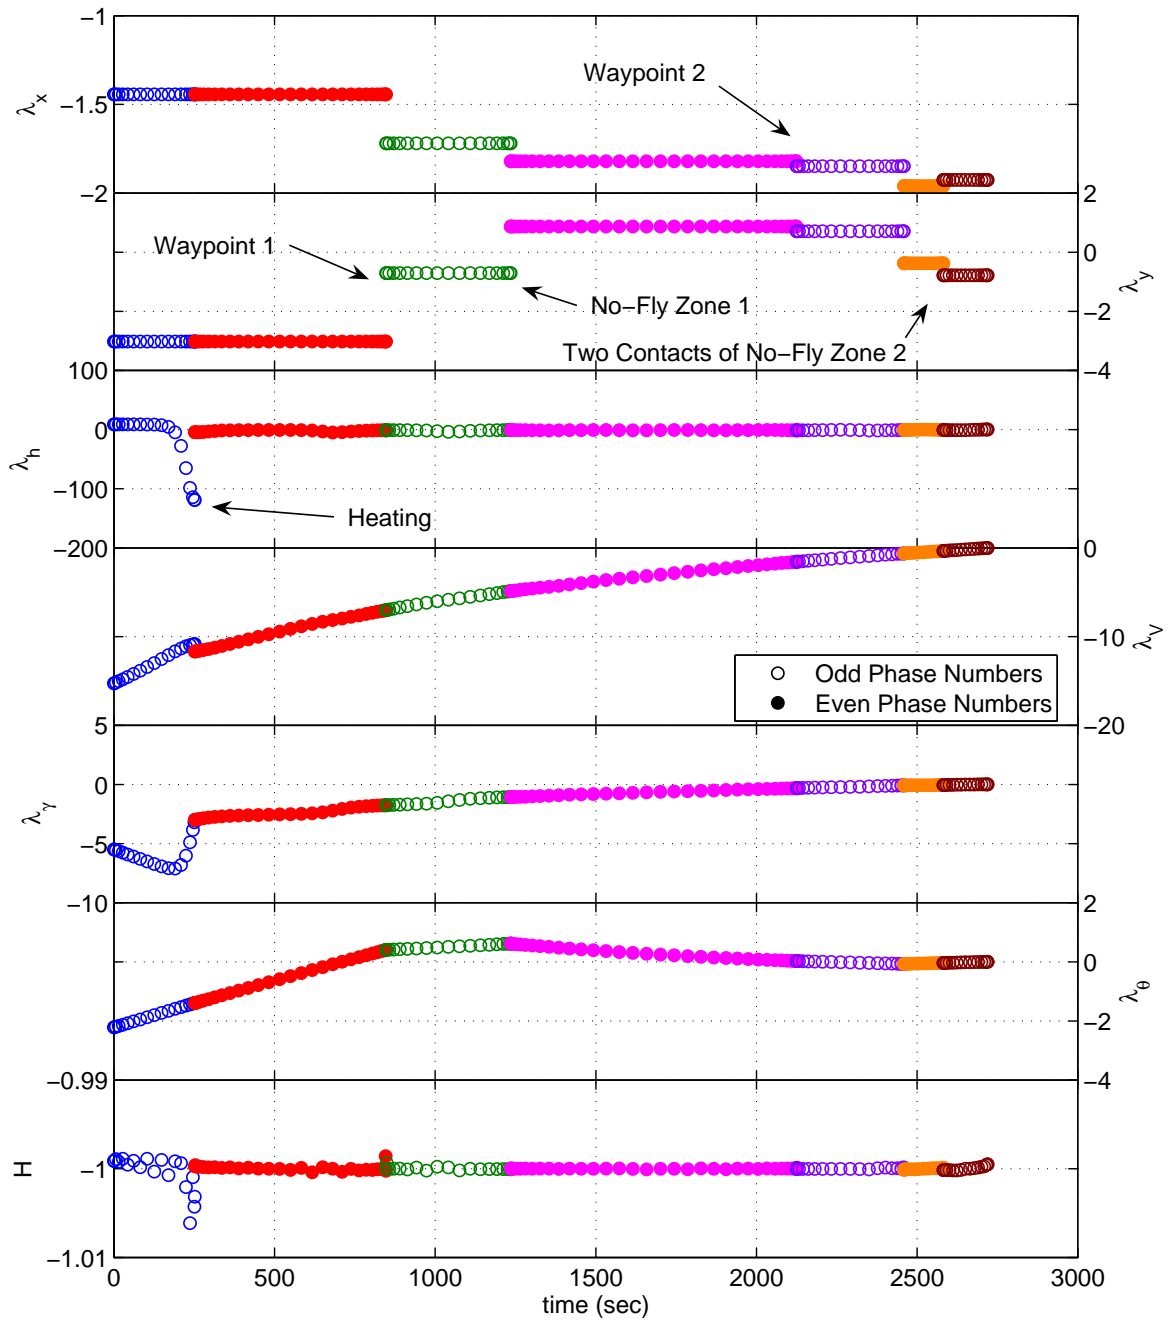 −1
λx
−1.5
−2
Waypoint 2
2
0
λy
−2
−4
Waypoint 1
No−Fly Zone 1
Two Contacts of No−Fly Zone 2
100
0
λh
−100
−200
Heating
0
−10
λV
−20
Odd Phase Numbers
Even Phase Numbers
5
0
λγ
−5
−10
2
0
λθ
−2
−4
−0.99
H
−1
−1.01
0
500
1000
1500
2000
2500
3000
time (sec)